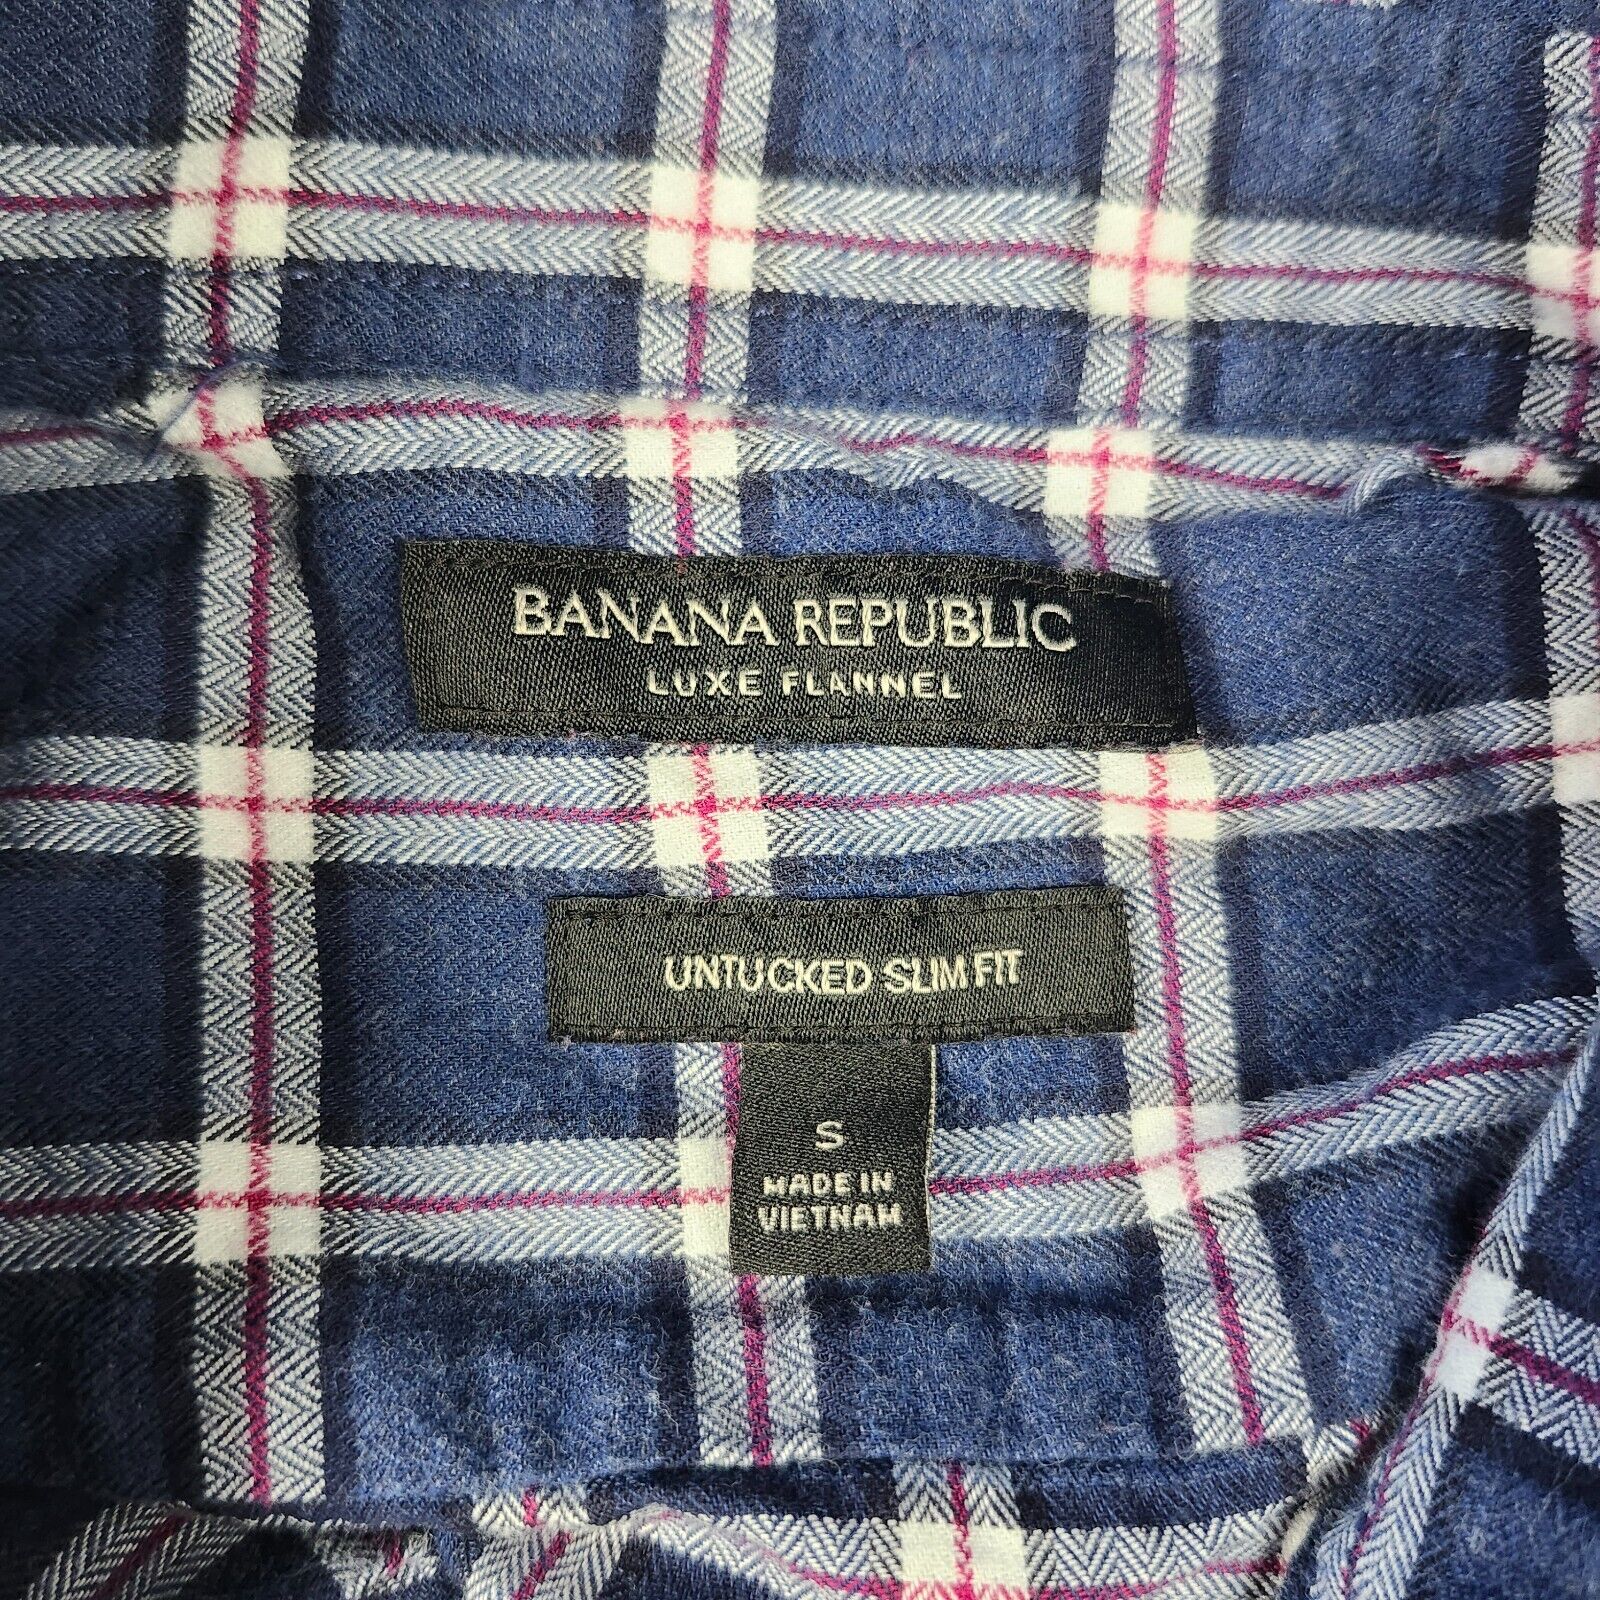 BANANA REPUBLIC
LUXE FLANNEL
UNTUCKED SLIM FIT
S
MADE IN
VIETNAM